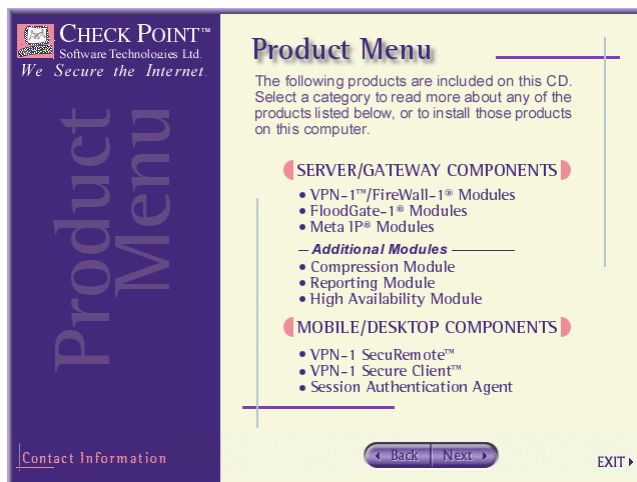 CHECK POINT™
Software Technologies Ltd.
We Secure the Internet.
Product
Menu
Contact Information
Product Menu
The following products are included on this CD.
Select a category to read more about any of the
products listed below, or to install those products
on this computer.
SERVER/GATEWAY COMPONENTS
• VPN-1™/FireWall-1® Modules
• FloodGate-1® Modules
• Meta IP® Modules
Additional Modules
• Compression Module
• Reporting Module
• High Availability Module
MOBILE/DESKTOP COMPONENTS
• VPN-1 SecuRemote™
• VPN-1 Secure Client™
• Session Authentication Agent
Back Next
EXIT